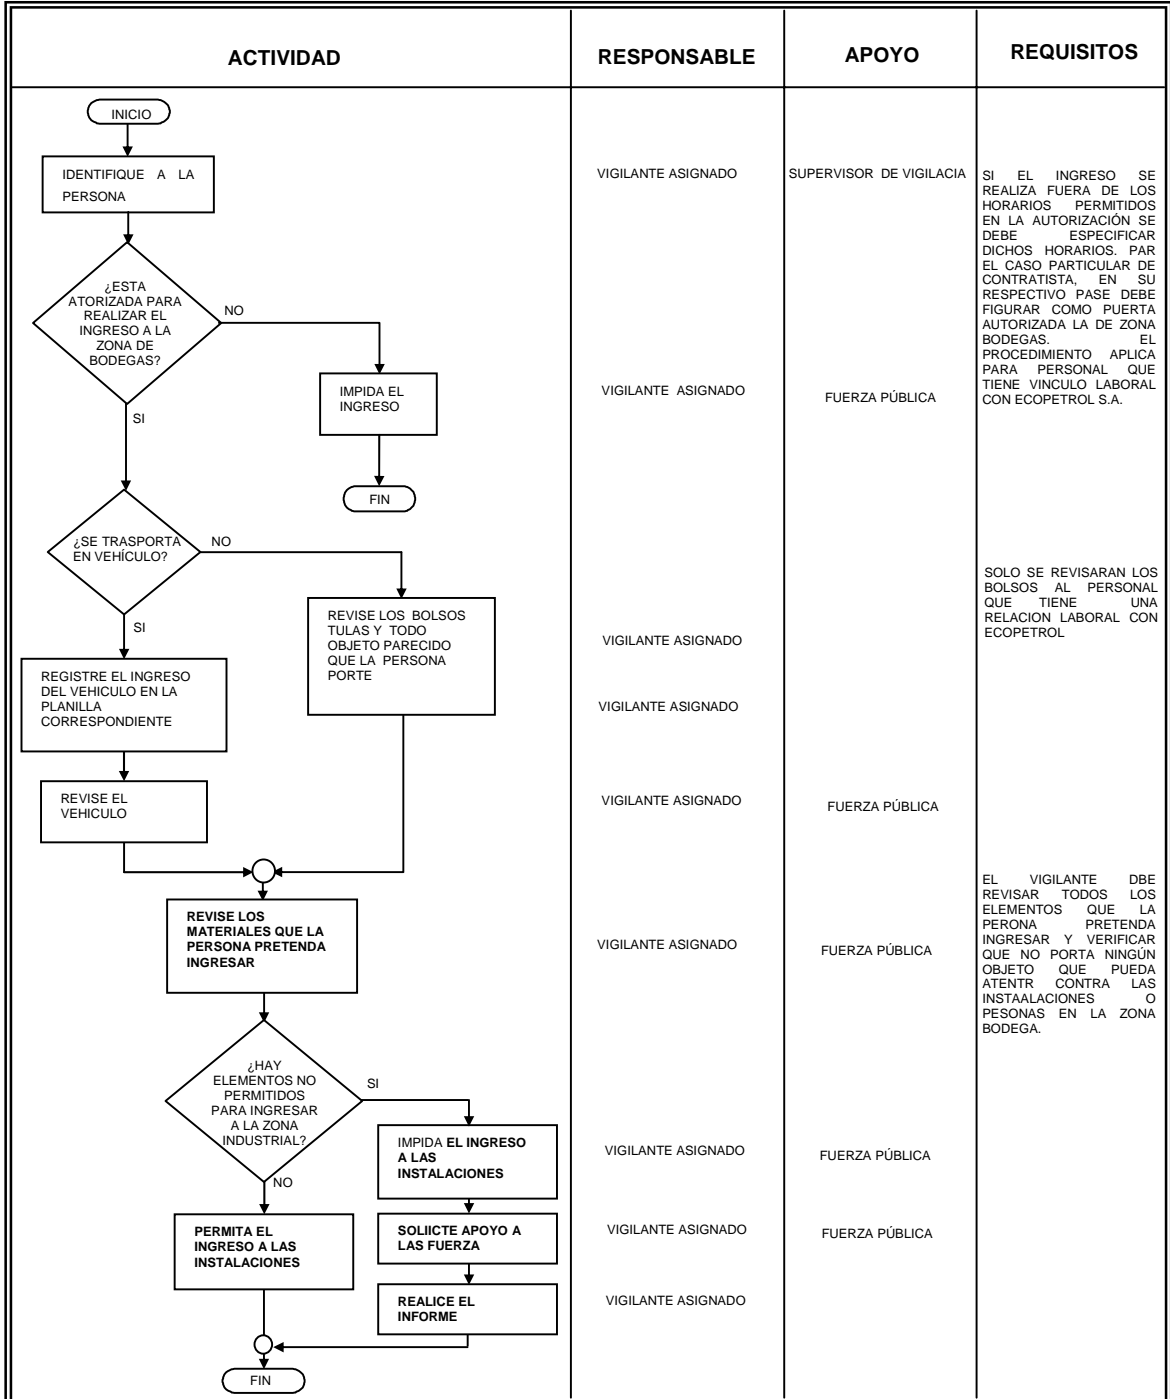 ACTIVIDAD
RESPONSABLE
APOYO
REQUISITOS
INICIO
IDENTIFIQUE A LA
PERSONA
VIGILANTE ASIGNADO
SUPERVISOR DE VIGILACIA
SI EL INGRESO SE
REALIZA FUERA DE LOS
HORARIOS PERMITIDOS
EN LA AUTORIZACIÓN SE
DEBE ESPECIFICAR
DICHOS HORARIOS. PAR
EL CASO PARTICULAR DE
CONTRATISTA, EN SU
RESPECTIVO PASE DEBE
FIGURAR COMO PUERTA
AUTORIZADA LA DE ZONA
BODEGAS. EL
PROCEDIMIENTO APLICA
PARA PERSONAL QUE
TIENE VINCULO LABORAL
CON ECOPETROL S.A.
¿ESTA
ATORIZADA PARA
REALIZAR EL
INGRESO A LA
ZONA DE
BODEGAS?
NO
SI
IMPIDA EL
INGRESO
VIGILANTE ASIGNADO
FUERZA PÚBLICA
FIN
¿SE TRASPORTA
EN VEHÍCULO?
NO
SI
REVISE LOS BOLSOS
TULAS Y TODO
OBJETO PARECIDO
QUE LA PERSONA
PORTE
VIGILANTE ASIGNADO
SOLO SE REVISARAN LOS
BOLSOS AL PERSONAL
QUE TIENE UNA
RELACION LABORAL CON
ECOPETROL
REGISTRE EL INGRESO
DEL VEHICULO EN LA
PLANILLA
CORRESPONDIENTE
VIGILANTE ASIGNADO
REVISE EL
VEHICULO
VIGILANTE ASIGNADO
FUERZA PÚBLICA
REVISE LOS
MATERIALES QUE LA
PERSONA PRETENDA
INGRESAR
VIGILANTE ASIGNADO
FUERZA PÚBLICA
EL VIGILANTE DBE
REVISAR TODOS LOS
ELEMENTOS QUE LA
PERONA PRETENDA
INGRESAR Y VERIFICAR
QUE NO PORTA NINGÚN
OBJETO QUE PUEDA
ATENTR CONTRA LAS
INSTAALACIONES O
PESONAS EN LA ZONA
BODEGA.
¿HAY
ELEMENTOS NO
PERMITIDOS
PARA INGRESAR
A LA ZONA
INDUSTRIAL?
SI
NO
IMPIDA EL INGRESO
A LAS
INSTALACIONES
VIGILANTE ASIGNADO
FUERZA PÚBLICA
PERMITA EL
INGRESO A LAS
INSTALACIONES
SOLIICTE APOYO A
LAS FUERZA
VIGILANTE ASIGNADO
FUERZA PÚBLICA
REALICE EL
INFORME
VIGILANTE ASIGNADO
FIN